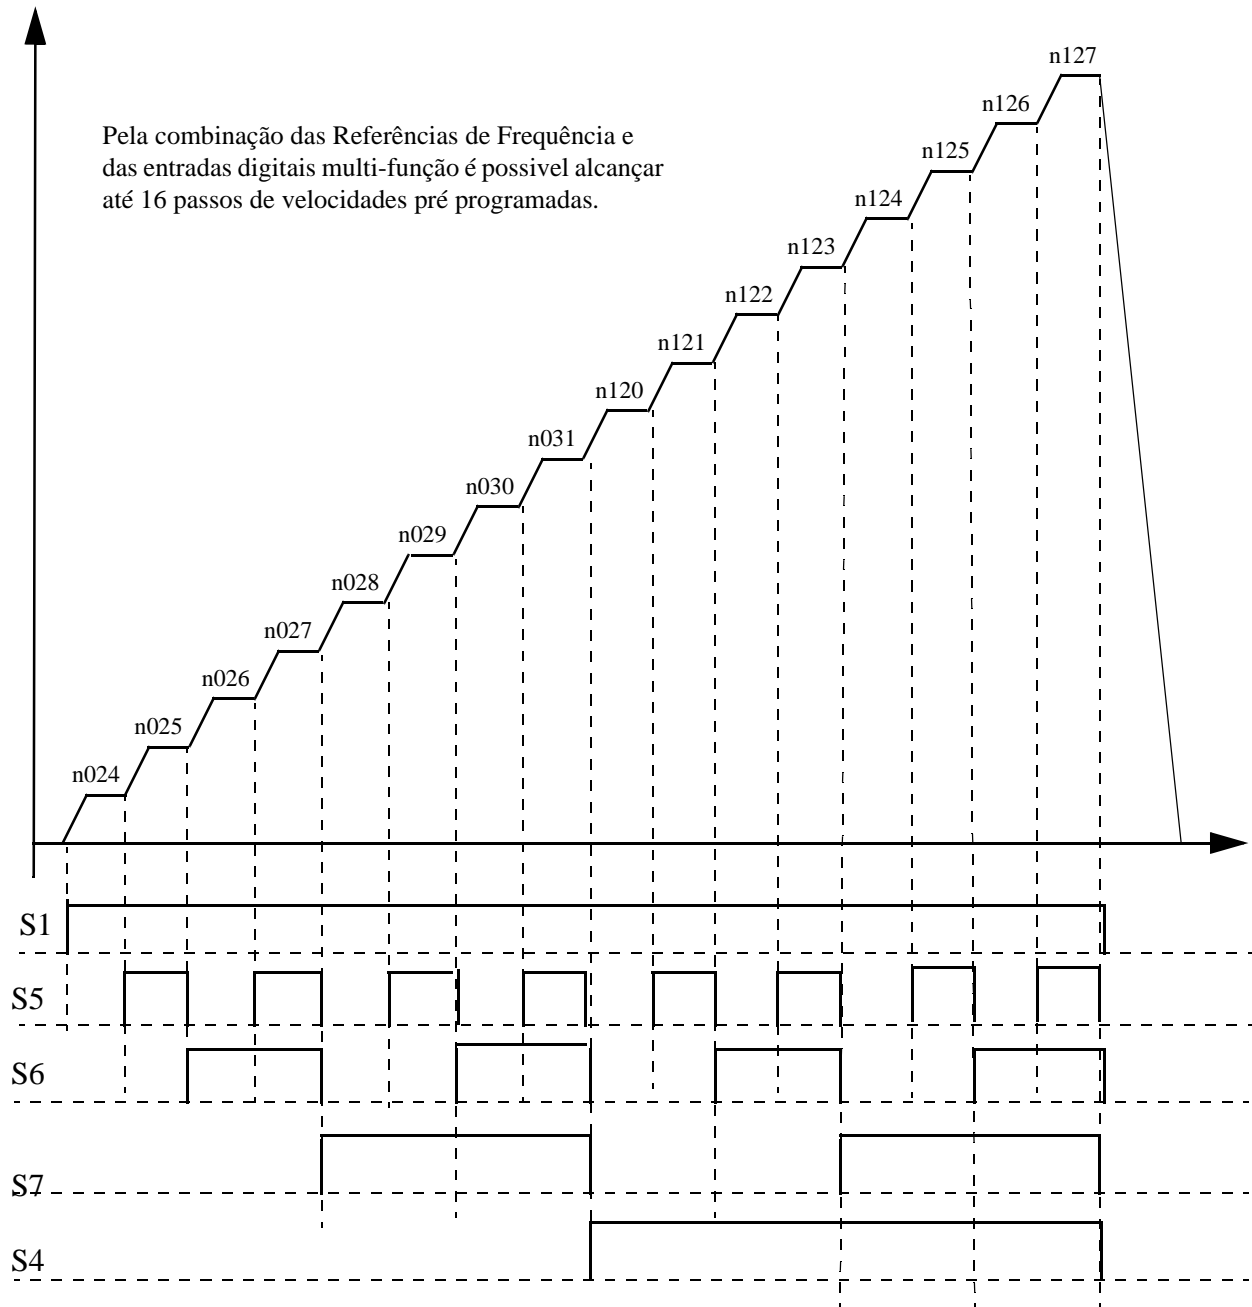 n127
n126
Pela combinação das Referências de Frequência e
das entradas digitais multi-função é possivel alcançar
até 16 passos de velocidades pré programadas.
n125
n124
n123
n122
n121
n120
n031
n030
n029
n028
n027
n026
n025
n024
S1
S5
S6
S7
S4